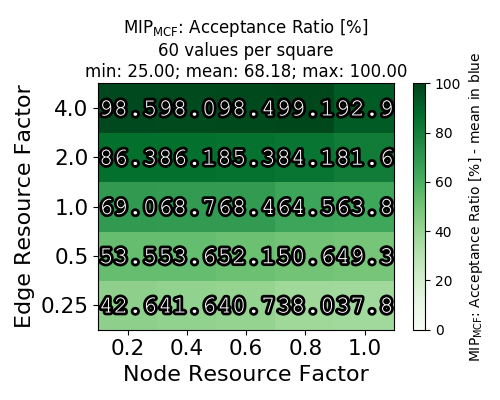 MIP_MCF: Acceptance Ratio [%]
60 values per square
min: 25.00; mean: 68.18; max: 100.00
Edge Resource Factor
4.0 98.5 98.0 98.4 99.1 92.9
2.0 86.3 86.1 85.3 84.1 81.6
1.0 69.0 68.7 68.4 64.5 63.8
0.5 53.5 53.6 52.1 50.6 49.3
0.25 42.6 41.6 40.7 38.0 37.8
0.2 0.4 0.6 0.8 1.0
Node Resource Factor
100
80
60
40
20
0
MIP_MCF: Acceptance Ratio [%] - mean in blue